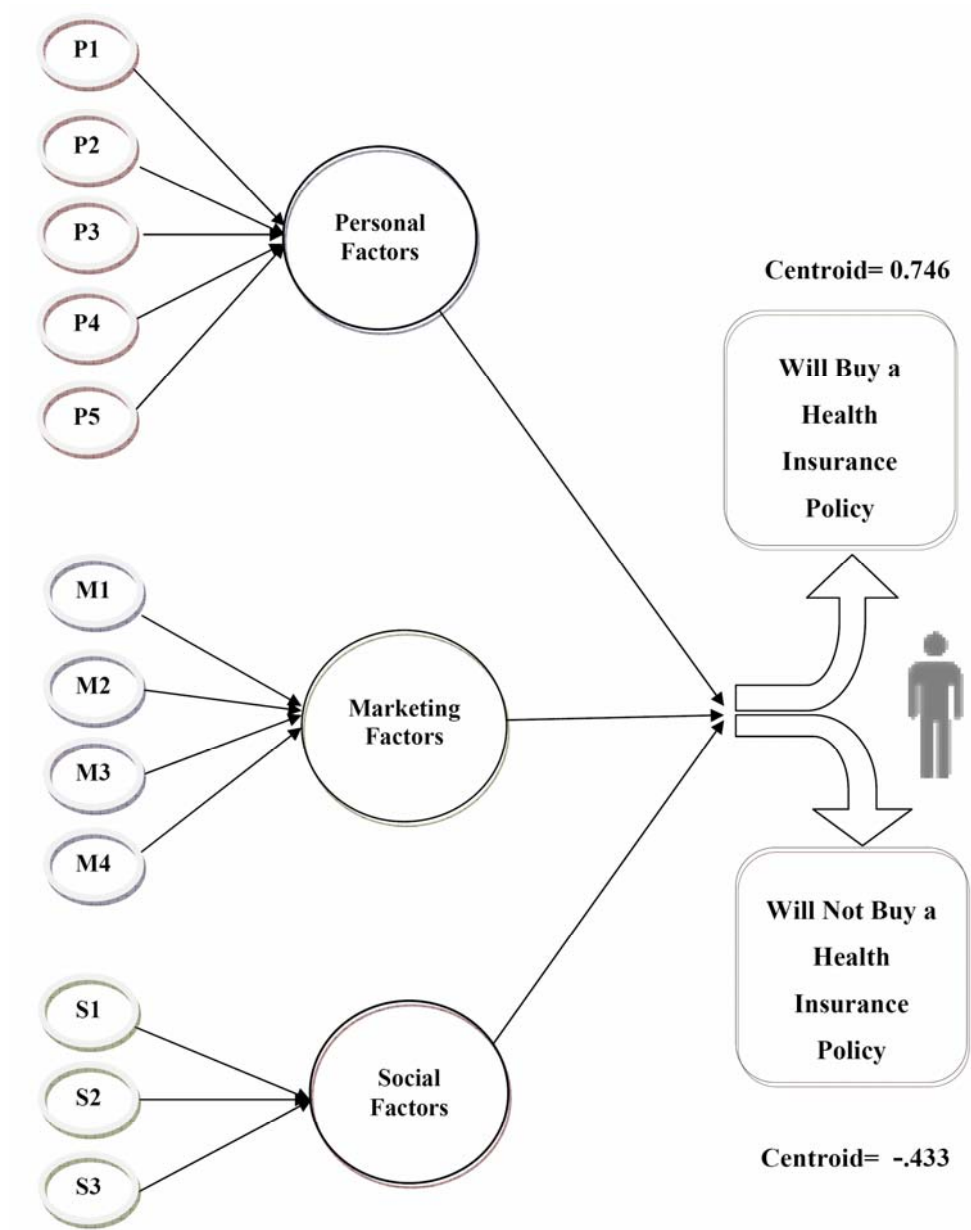 P1
P2
P3
P4
P5
Personal
Factors
M1
M2
M3
M4
Marketing
Factors
S1
S2
S3
Social
Factors
Centroid= 0.746
Will Buy a
Health
Insurance
Policy
Will Not Buy a
Health
Insurance
Policy
Centroid= -.433